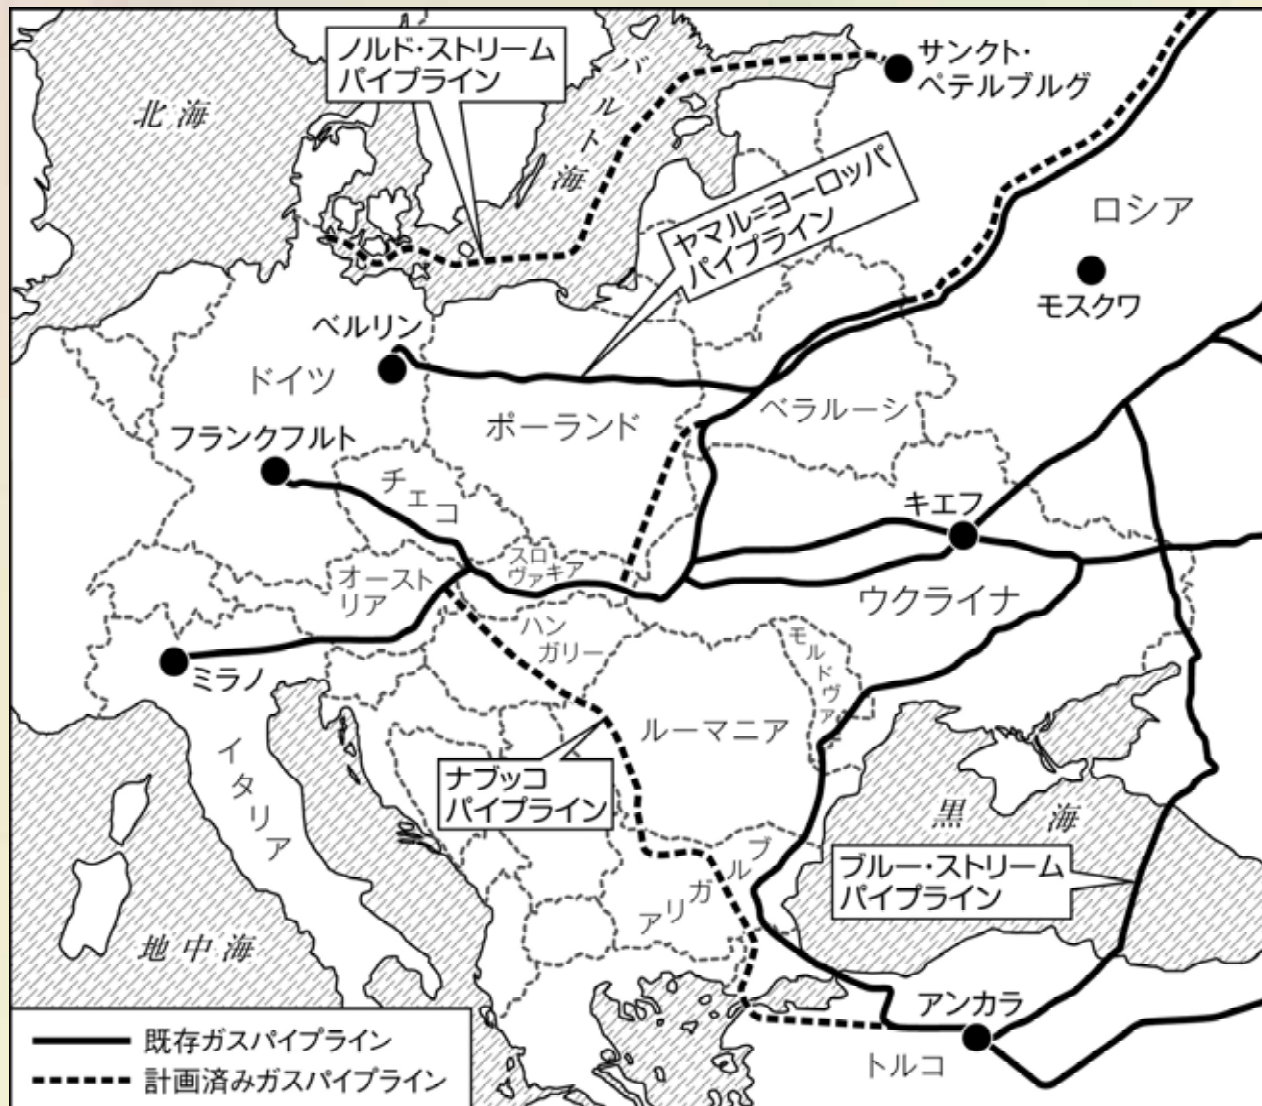 ノルド・ストリーム
パイプライン
サンクト・
ペテルブルグ
北海
バルト海
ヤマル=ヨーロッパ
パイプライン
ロシア
モスクワ
ベルリン
ドイツ
ポーランド
ベラルーシ
フランクフルト
チェコ
キエフ
スロ
ヴァキア
オースト
リア
ウクライナ
ハン
ガリー
モルドヴァ
ミラノ
ルーマニア
イタリア
ナブッコ
パイプライン
黒海
ブルガリア
ブルー・ストリーム
パイプライン
地中海
アンカラ
トルコ
既存ガスパイプライン
計画済みガスパイプライン